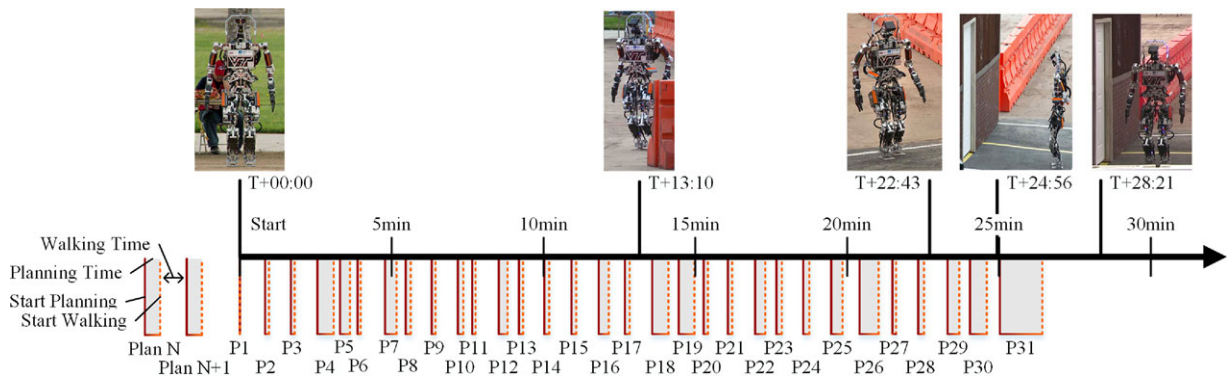 T+00:00
T+13:10
T+22:43
T+24:56
T+28:21
Start
5min
10min
15min
20min
25min
30min
Walking Time
Planning Time
Start Planning
Start Walking
Plan N
Plan N+1
P1
P2
P3
P4
P5
P6
P7
P8
P9
P10
P11
P12
P13
P14
P15
P16
P17
P18
P19
P20
P21
P22
P23
P24
P25
P26
P27
P28
P29
P30
P31